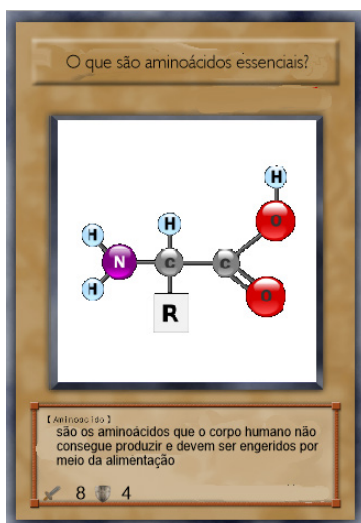 O que são aminoácidos essenciais?
H
H
H
O
N
C
C
H
O
R
[Aminoacido]
são os aminoácidos que o corpo humano não
consegue produzir e devem ser engeridos por
meio da alimentação
8 4